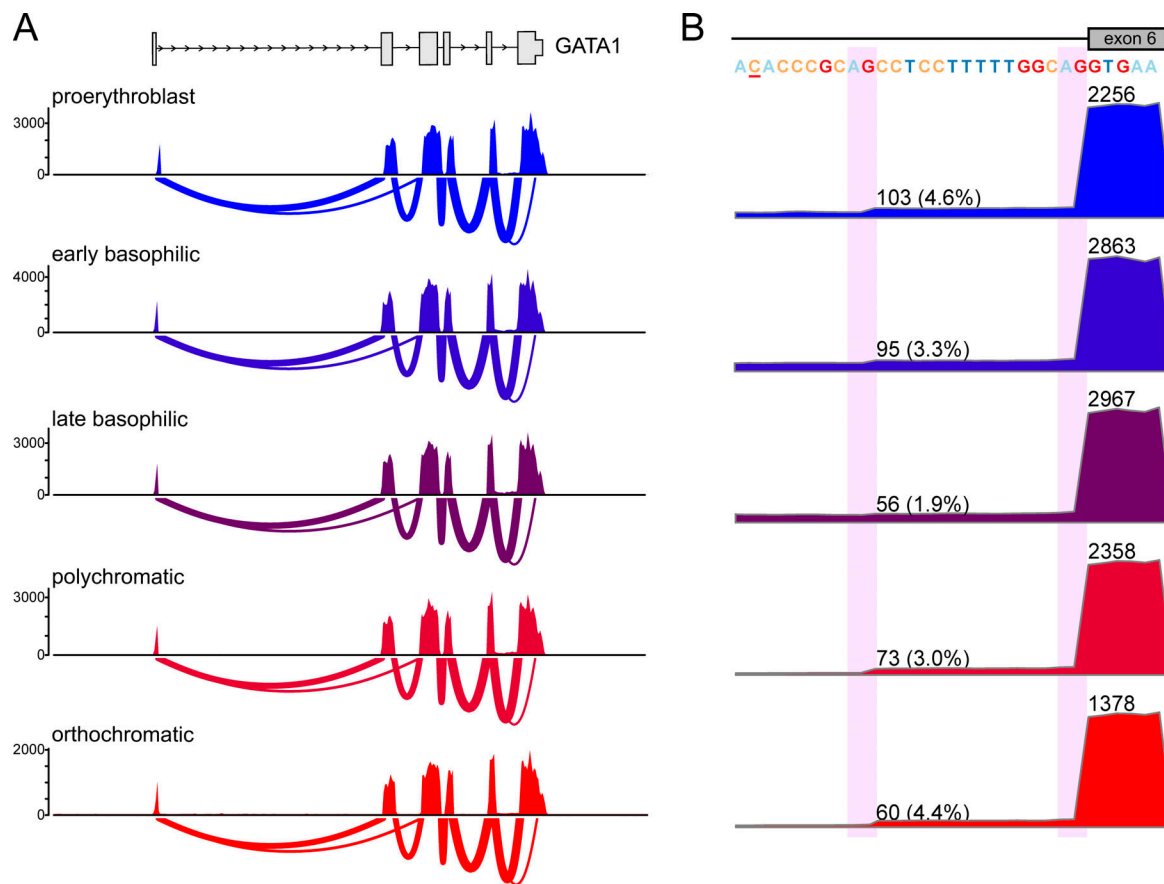 A
GATA1
proerythroblast
3000
0
early basophilic
4000
0
late basophilic
3000
0
polychromatic
3000
0
orthochromatic
2000
0
B
exon 6
ACACCCGCAGCCTCCTTTTTGGCAGGTGAA
2256
103 (4.6%)
2863
95 (3.3%)
2967
56 (1.9%)
2358
73 (3.0%)
1378
60 (4.4%)